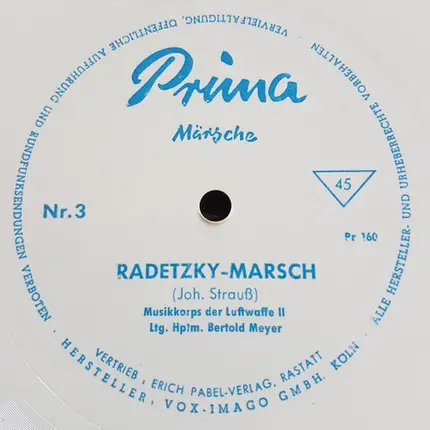 Prima
Märsche
45
Nr. 3
Pr 160
RADETZKY-MARSCH
(Joh. Strauß)
Musikkorps der Luftwaffe II
Ltg. Hptm. Bertold Meyer
VERTRIEB, ERICH PABEL-VERLAG, RASTATT
HERSTELLER, VOX-IMAGO GMBH, KÖLN · ALLE HERSTELLER- UND URHEBERRECHTE VORBEHALTEN
VERVIELFÄLTIGUNG, ÖFFENTLICHE AUFFÜHRUNG UND RUNDFUNKSENDUNGEN VERBOTEN ·